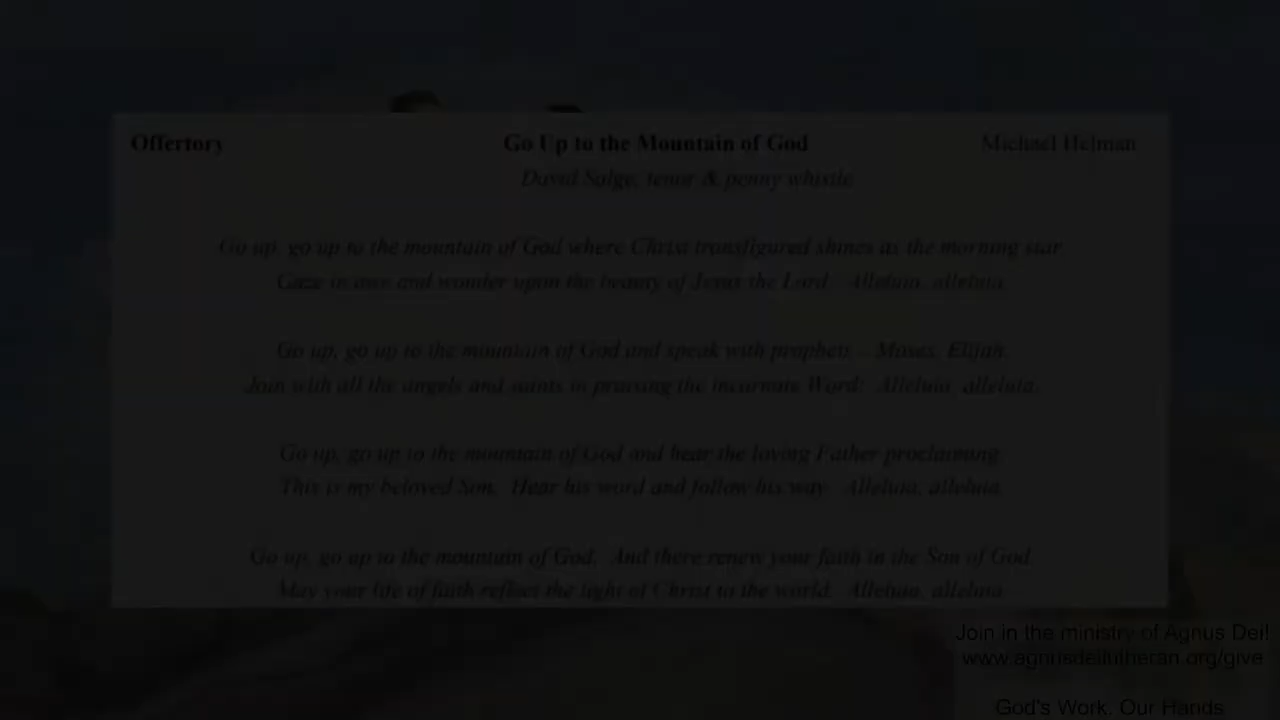 Offertory Go Up to the Mountain of God Michael Helman
David Salge, tenor & penny whistle
Go up, go up to the mountain of God where Christ transfigured shines as the morning star
Gaze in awe and wonder upon the beauty of Jesus the Lord. Alleluia, alleluia.
Go up, go up to the mountain of God and speak with prophets Moses, Elijah.
Join with all the angels and saints in praising the incarnate Word: Alleluia, alleluia.
Go up, go up to the mountain of God and hear the loving Father proclaiming
This is my beloved Son. Hear his word and follow his way. Alleluia, alleluia.
Go up, go up to the mountain of God. And there renew your faith in the Son of God.
May your life of faith reflect the light of Christ to the world. Alleluia, alleluia.
Join in the ministry of Agnus Dei!
www.agnusdeilutheran.org/give
God's Work. Our Hands.